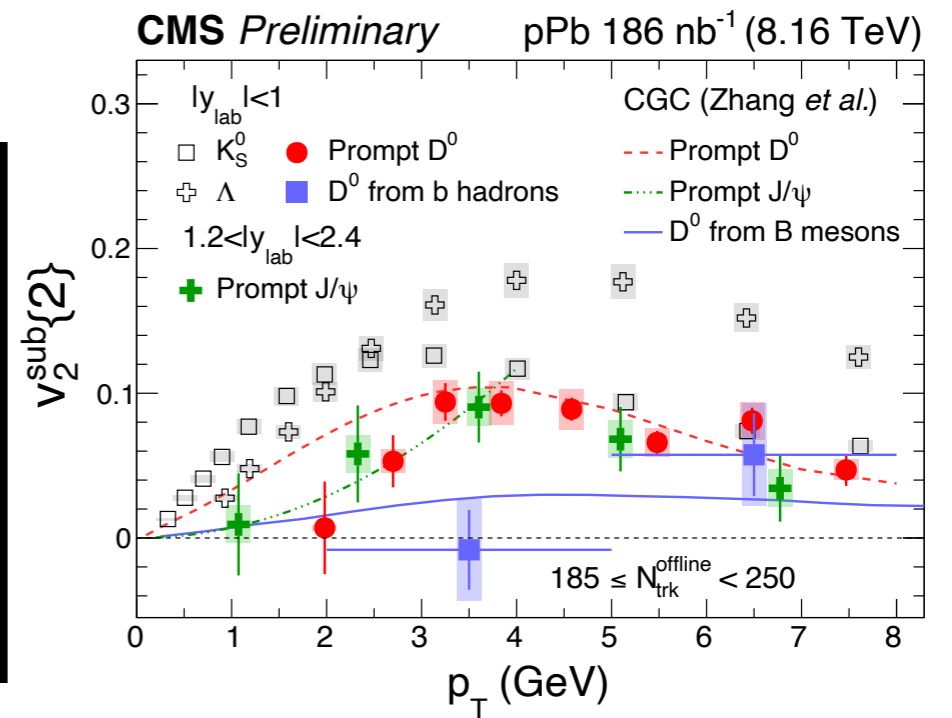 CMS Preliminary pPb 186 nb⁻¹ (8.16 TeV)
|y_lab|<1
K⁰_S
Prompt D⁰
Λ
D⁰ from b hadrons
1.2<|y_lab|<2.4
Prompt J/ψ
CGC (Zhang et al.)
Prompt D⁰
Prompt J/ψ
D⁰ from B mesons
185 ≤ N^offline_trk < 250
v₂^sub{2}
0.3
0.2
0.1
0
0 1 2 3 4 5 6 7 8
p_T (GeV)